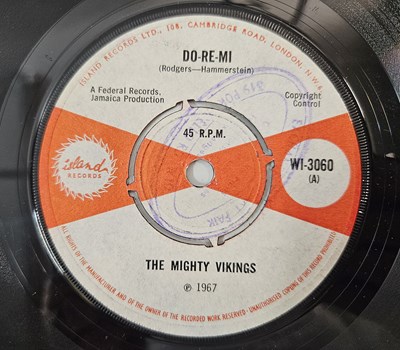 ISLAND RECORDS LTD., 108, CAMBRIDGE ROAD, LONDON, N.W.6
DO-RE-MI
(Rodgers—Hammerstein)
A Federal Records,
Jamaica Production
Copyright
Control
45 R.P.M.
island
RECORDS
WI-3060
(A)
THE MIGHTY VIKINGS
℗ 1967
ALL RIGHTS OF THE MANUFACTURER AND OF THE OWNER OF THE RECORDED WORK RESERVED—UNAUTHORISED COPYING OF THIS RECORD PROHIBITED